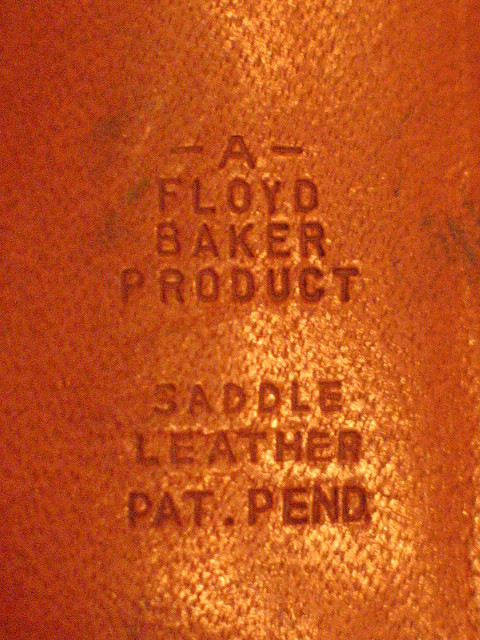 -A-
FLOYD
BAKER
PRODUCT
SADDLE
LEATHER
PAT. PEND.